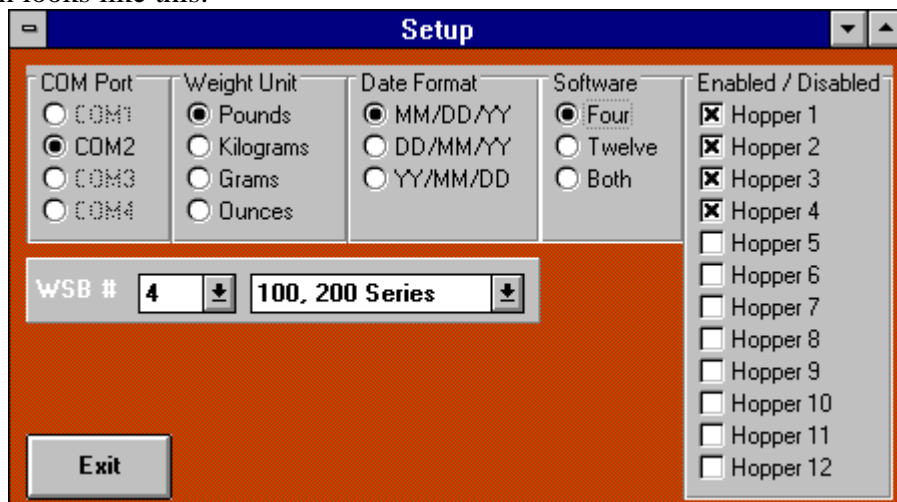 n looks like this:
Setup
COM Port
COM1
COM2
COM3
COM4
Weight Unit
Pounds
Kilograms
Grams
Ounces
Date Format
MM/DD/YY
DD/MM/YY
YY/MM/DD
Software
Four
Twelve
Both
Enabled / Disabled
Hopper 1
Hopper 2
Hopper 3
Hopper 4
Hopper 5
Hopper 6
Hopper 7
Hopper 8
Hopper 9
Hopper 10
Hopper 11
Hopper 12
WSB # 4 100, 200 Series
Exit